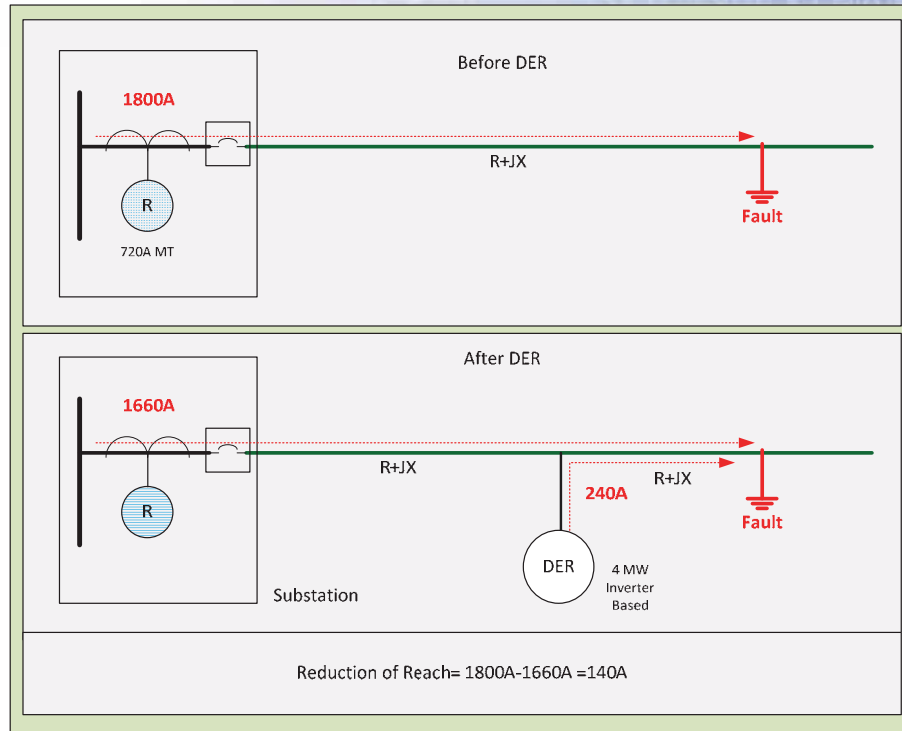 Before DER
1800A
R+JX
R
720A MT
Fault
After DER
1660A
R+JX
240A
R+JX
R
Fault
DER
4 MW
Inverter
Based
Substation
Reduction of Reach= 1800A-1660A =140A